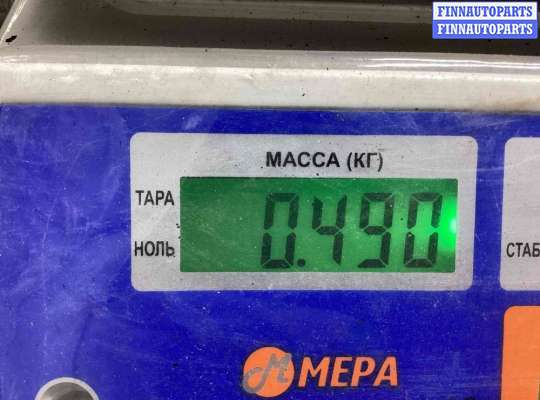 FINNAUTOPARTS
FINNAUTOPARTS
МАССА (КГ)
ТАРА
0.490
НОЛЬ
СТАБ
М МЕРА